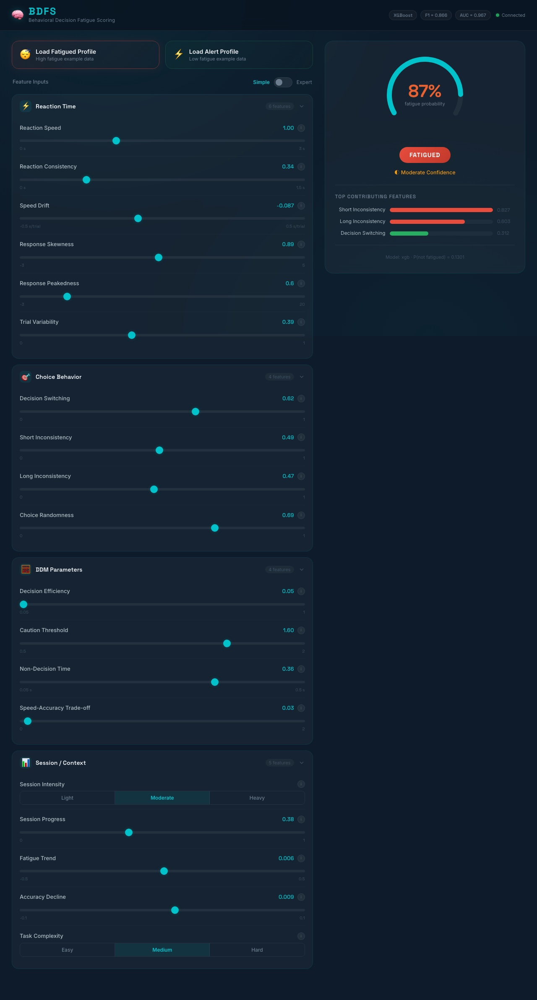 BDFS
Behavioral Decision Fatigue Scoring
XGBoost
F1 = 0.866
AUC = 0.967
Connected
Load Fatigued Profile
High fatigue example data
Load Alert Profile
Low fatigue example data
Feature Inputs
Simple
Expert
Reaction Time
6 features
Reaction Speed
1.00
i
0 s
3 s
Reaction Consistency
0.34
i
0 s
1.5 s
Speed Drift
-0.087
i
-0.5 s/trial
0.5 s/trial
Response Skewness
0.89
i
-3
5
Response Peakedness
0.6
i
-3
20
Trial Variability
0.39
i
0
1
Choice Behavior
4 features
Decision Switching
0.62
i
0
1
Short Inconsistency
0.49
i
0
1
Long Inconsistency
0.47
i
0
1
Choice Randomness
0.69
i
0
1
DDM Parameters
4 features
Decision Efficiency
0.05
i
0.05
1
Caution Threshold
1.60
i
0.5
2
Non-Decision Time
0.36
i
0.05 s
0.5 s
Speed-Accuracy Trade-off
0.03
i
0
2
Session / Context
5 features
Session Intensity
i
Light
Moderate
Heavy
Session Progress
0.38
i
0
1
Fatigue Trend
0.006
i
-0.5
0.5
Accuracy Decline
0.009
i
-0.1
0.1
Task Complexity
i
Easy
Medium
Hard
87%
fatigue probability
FATIGUED
Moderate Confidence
TOP CONTRIBUTING FEATURES
Short Inconsistency
0.827
Long Inconsistency
0.603
Decision Switching
0.312
Model: xgb · P(not fatigued) = 0.1301